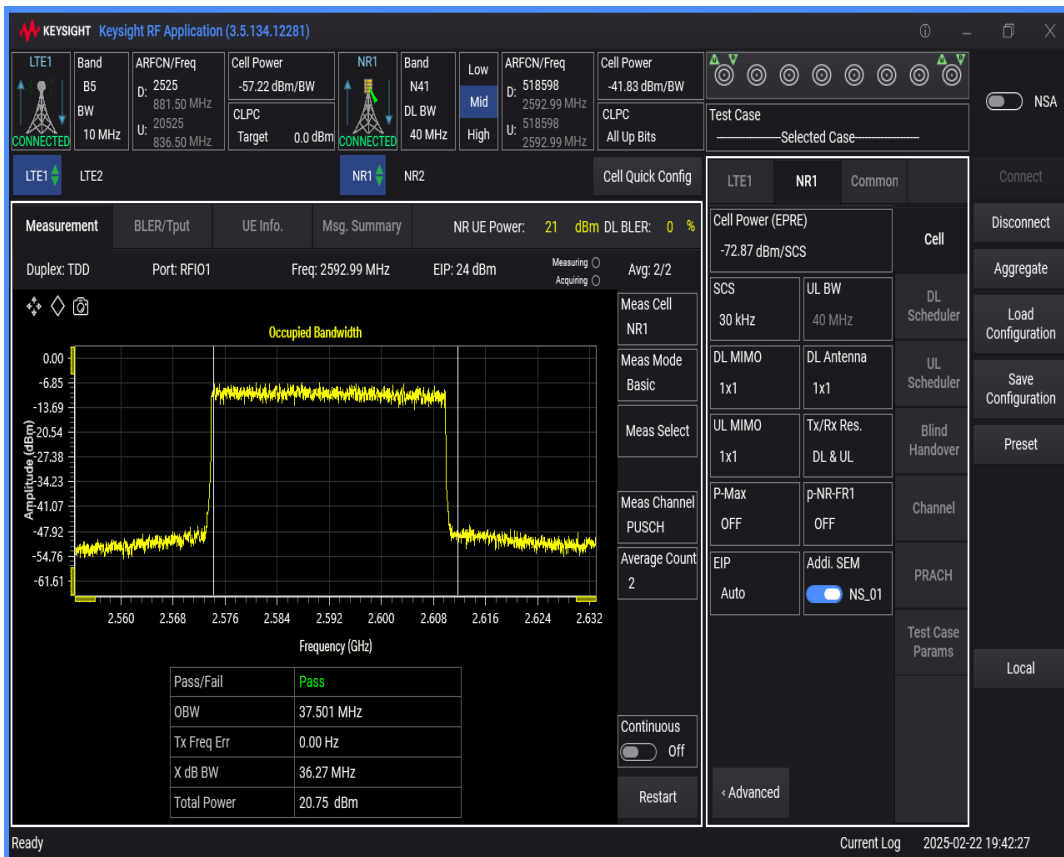 KEYSIGHT Keysight RF Application (3.5.134.12281)
LTE1
CONNECTED
Band
B5
BW
10 MHz
ARFCN/Freq
D: 2525
881.50 MHz
U: 20525
836.50 MHz
Cell Power
-57.22 dBm/BW
CLPC
Target 0.0 dBm
NR1
CONNECTED
Band
N41
DL BW
40 MHz
Low
Mid
High
ARFCN/Freq
D: 518598
2592.99 MHz
U: 518598
2592.99 MHz
Cell Power
-41.83 dBm/BW
CLPC
All Up Bits
Test Case
Selected Case
NSA
LTE1 LTE2
NR1 NR2
Cell Quick Config
Measurement BLER/Tput UE Info. Msg. Summary NR UE Power: 21 dBm DL BLER: 0 %
Duplex: TDD Port: RFIO1 Freq: 2592.99 MHz EIP: 24 dBm Measuring Acquiring Avg: 2/2
Occupied Bandwidth
Amplitude (dBm)
0.00
-6.85
-13.69
-20.54
-27.38
-34.23
-41.07
-47.92
-54.76
-61.61
2.560 2.568 2.576 2.584 2.592 2.600 2.608 2.616 2.624 2.632
Frequency (GHz)
Pass/Fail Pass
OBW 37.501 MHz
Tx Freq Err 0.00 Hz
X dB BW 36.27 MHz
Total Power 20.75 dBm
Meas Cell
NR1
Meas Mode
Basic
Meas Select
Meas Channel
PUSCH
Average Count
2
Continuous
Off
Restart
LTE1 NR1 Common
Cell Power (EPRE)
-72.87 dBm/SCS
SCS
30 kHz
UL BW
40 MHz
DL MIMO
1x1
DL Antenna
1x1
UL MIMO
1x1
Tx/Rx Res.
DL & UL
P-Max
OFF
p-NR-FR1
OFF
EIP
Auto
Addi. SEM
NS_01
‹ Advanced
Cell
DL
Scheduler
UL
Scheduler
Blind
Handover
Channel
PRACH
Test Case
Params
Connect
Disconnect
Aggregate
Load
Configuration
Save
Configuration
Preset
Local
Ready
Current Log 2025-02-22 19:42:27